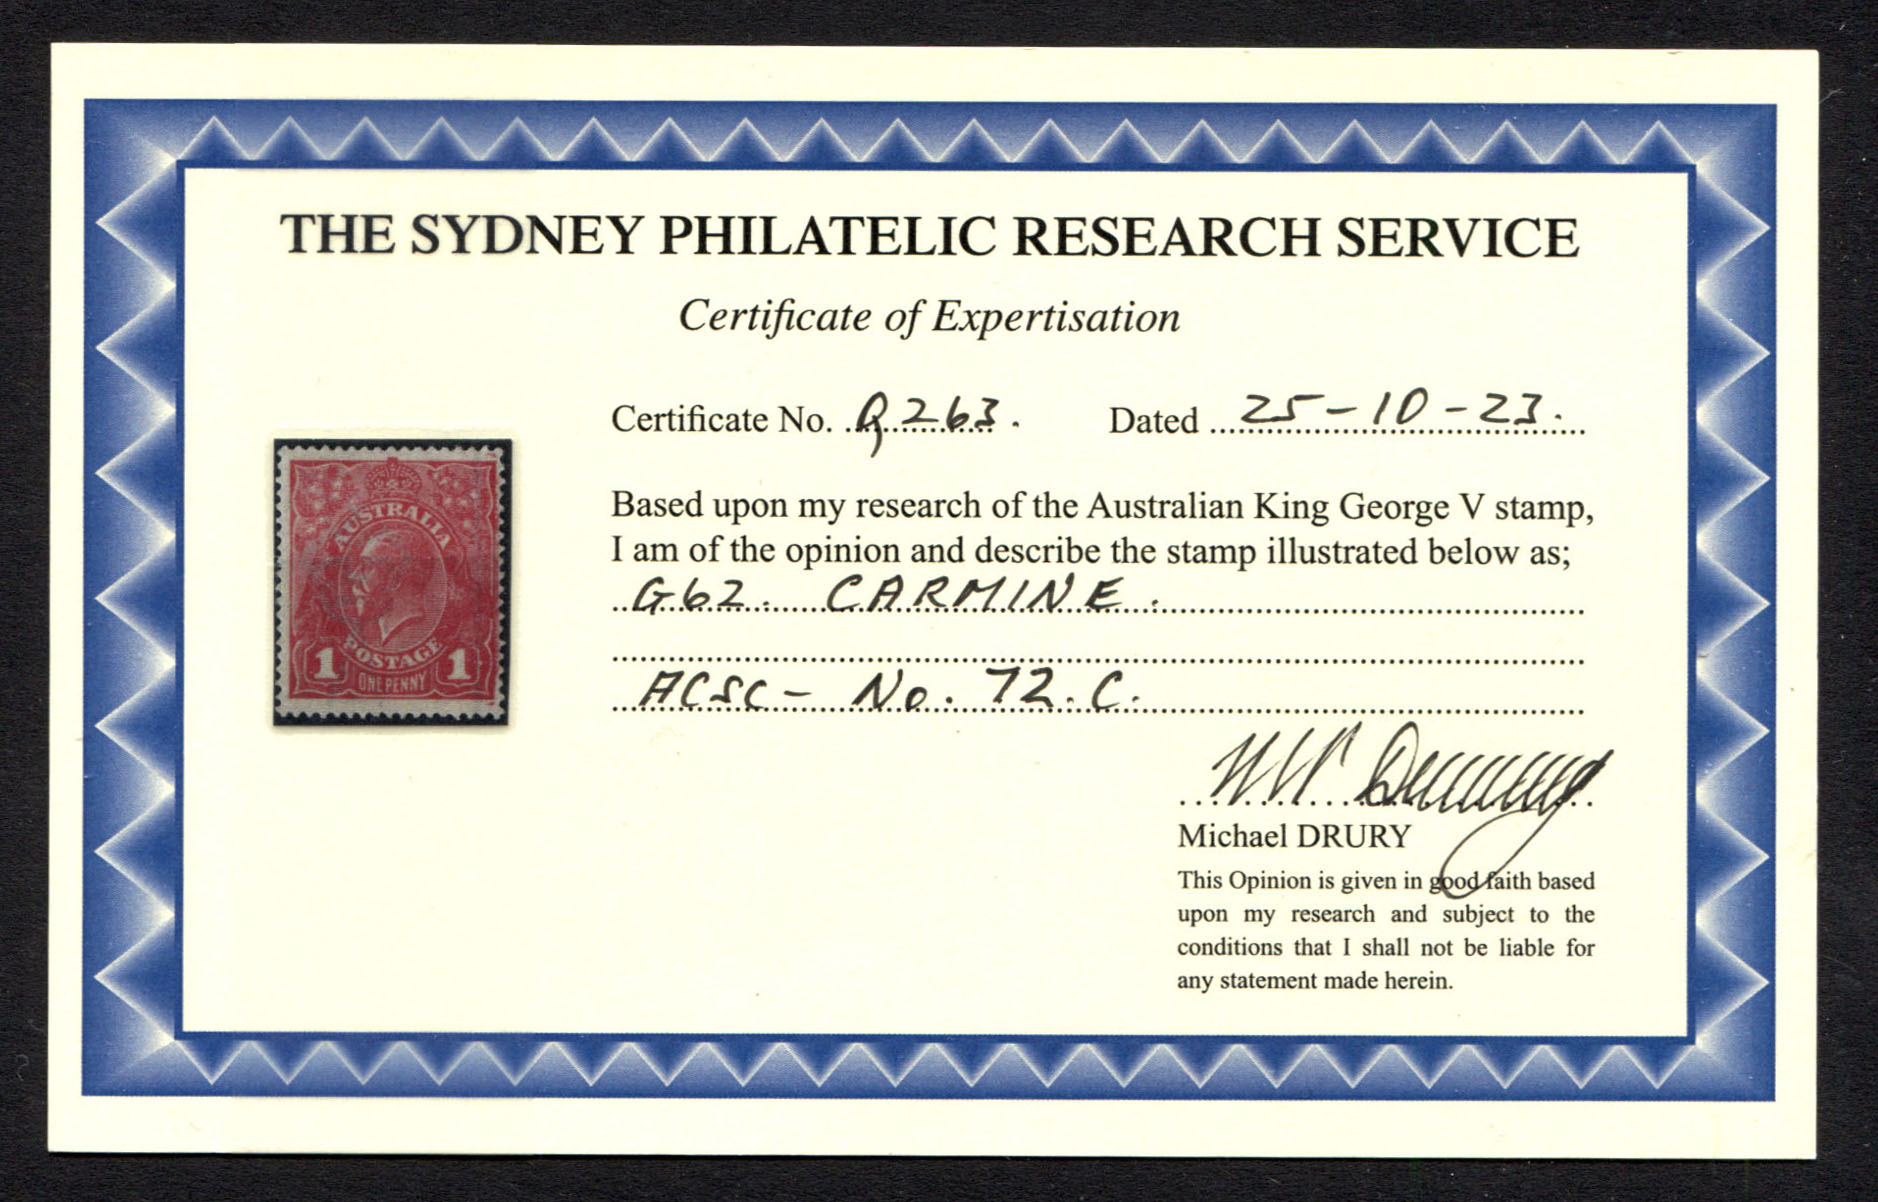 THE SYDNEY PHILATELIC RESEARCH SERVICE
Certificate of Expertisation
Certificate No. Q263. Dated 25-10-23.
Based upon my research of the Australian King George V stamp,
I am of the opinion and describe the stamp illustrated below as;
G62. CARMINE.
ACSC - No. 72. C.
AUSTRALIA
POSTAGE
1 ONE PENNY 1
Michael DRURY
This Opinion is given in good faith based
upon my research and subject to the
conditions that I shall not be liable for
any statement made herein.